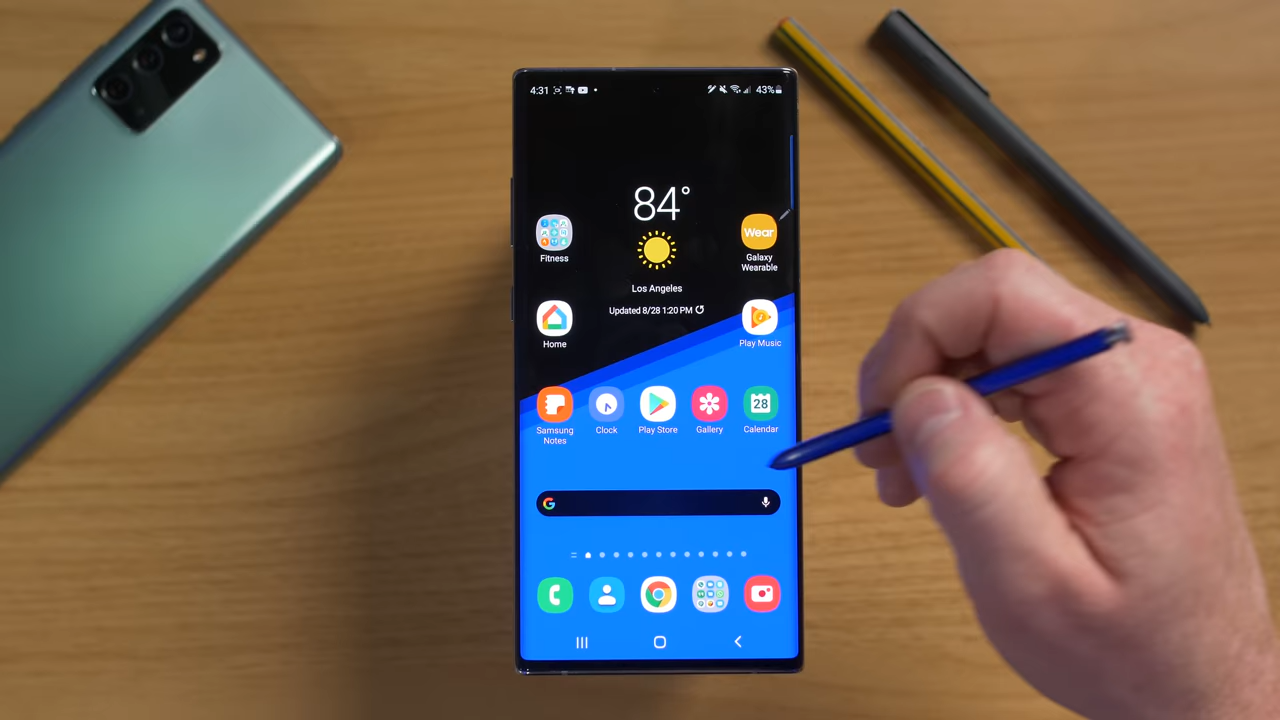 4:31
43%
84°
Wear
Fitness
Galaxy
Wearable
Los Angeles
Updated 8/28 1:20 PM
Home
Play Music
28
Samsung
Notes
Clock
Play Store
Gallery
Calendar
G